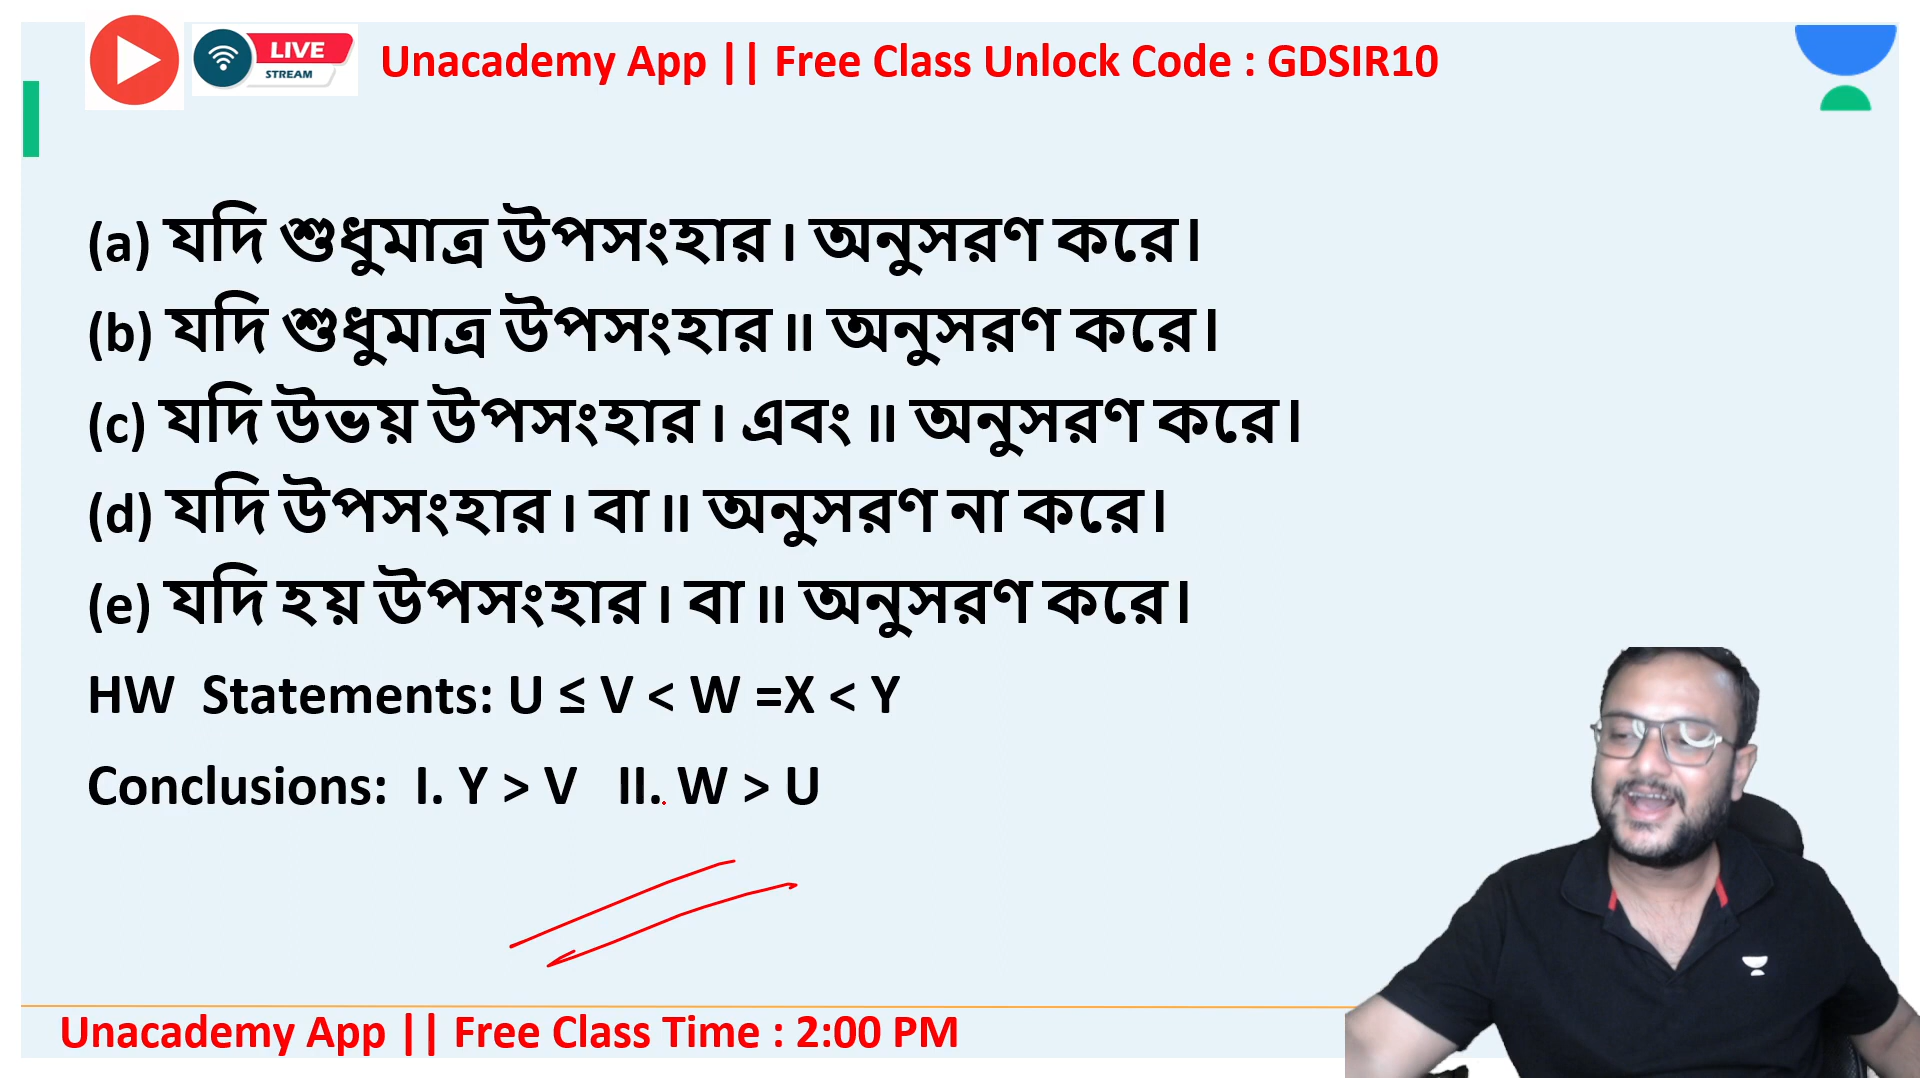 LIVE
STREAM
Unacademy App || Free Class Unlock Code : GDSIR10
(a) যদি শুধুমাত্র উপসংহার। অনুসরণ করে।
(b) যদি শুধুমাত্র উপসংহার॥ অনুসরণ করে।
(c) যদি উভয় উপসংহার। এবং॥ অনুসরণ করে।
(d) যদি উপসংহার। বা॥ অনুসরণ না করে।
(e) যদি হয় উপসংহার। বা॥ অনুসরণ করে।
HW Statements: U ≤ V < W =X < Y
Conclusions: I. Y > V II. W > U
Unacademy App || Free Class Time : 2:00 PM